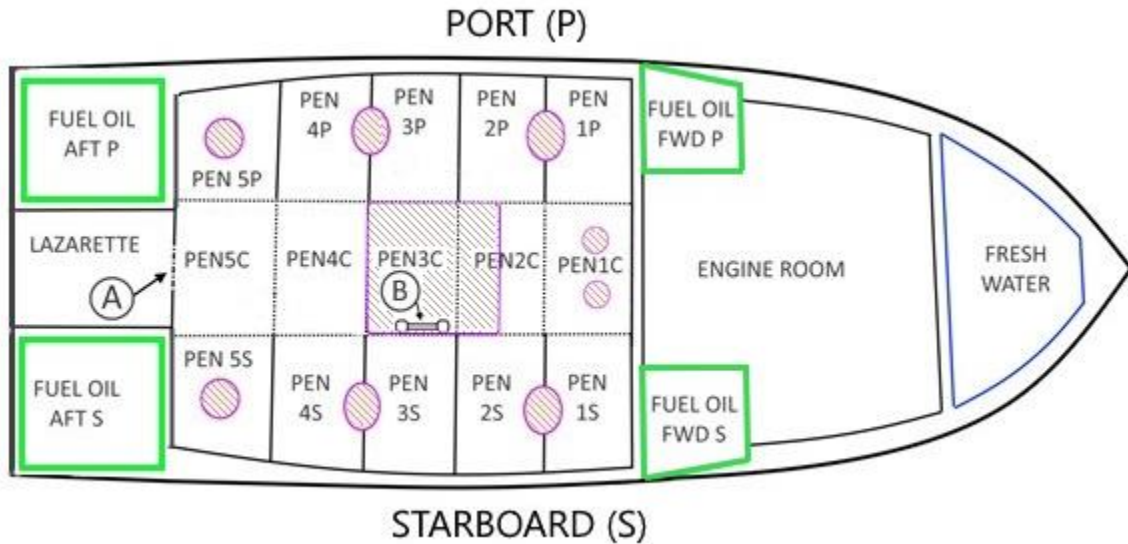 PORT (P)
FUEL OIL
AFT P
PEN
4P
PEN
3P
PEN
2P
PEN
1P
FUEL OIL
FWD P
PEN 5P
LAZARETTE
PEN5C
PEN4C
PEN3C
PEN2C
PEN1C
ENGINE ROOM
FRESH
WATER
A
B
FUEL OIL
AFT S
PEN 5S
PEN
4S
PEN
3S
PEN
2S
PEN
1S
FUEL OIL
FWD S
STARBOARD (S)